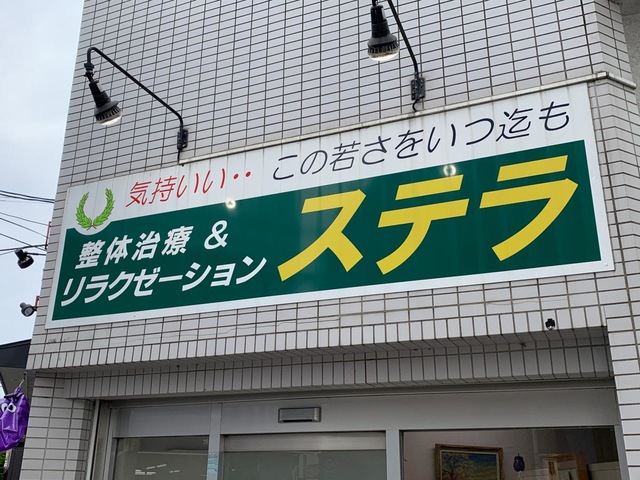 気持いい‥ この若さをいつ迄も
整体治療 &
リラクゼーション
ステラ